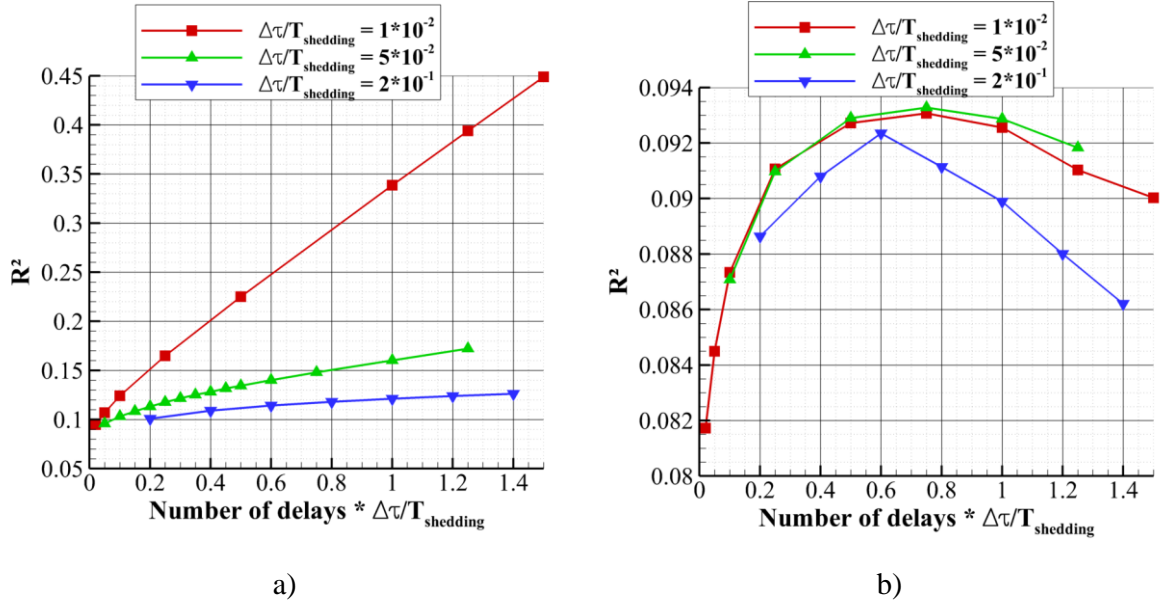 Δτ/T_shedding = 1*10⁻²
Δτ/T_shedding = 5*10⁻²
Δτ/T_shedding = 2*10⁻¹
0.45
0.4
0.35
0.3
0.25
0.2
0.15
0.1
0.05
R²
0 0.2 0.4 0.6 0.8 1 1.2 1.4
Number of delays * Δτ/T_shedding
a)
Δτ/T_shedding = 1*10⁻²
Δτ/T_shedding = 5*10⁻²
Δτ/T_shedding = 2*10⁻¹
0.094
0.092
0.09
0.088
0.086
0.084
0.082
0.08
R²
0 0.2 0.4 0.6 0.8 1 1.2 1.4
Number of delays * Δτ/T_shedding
b)